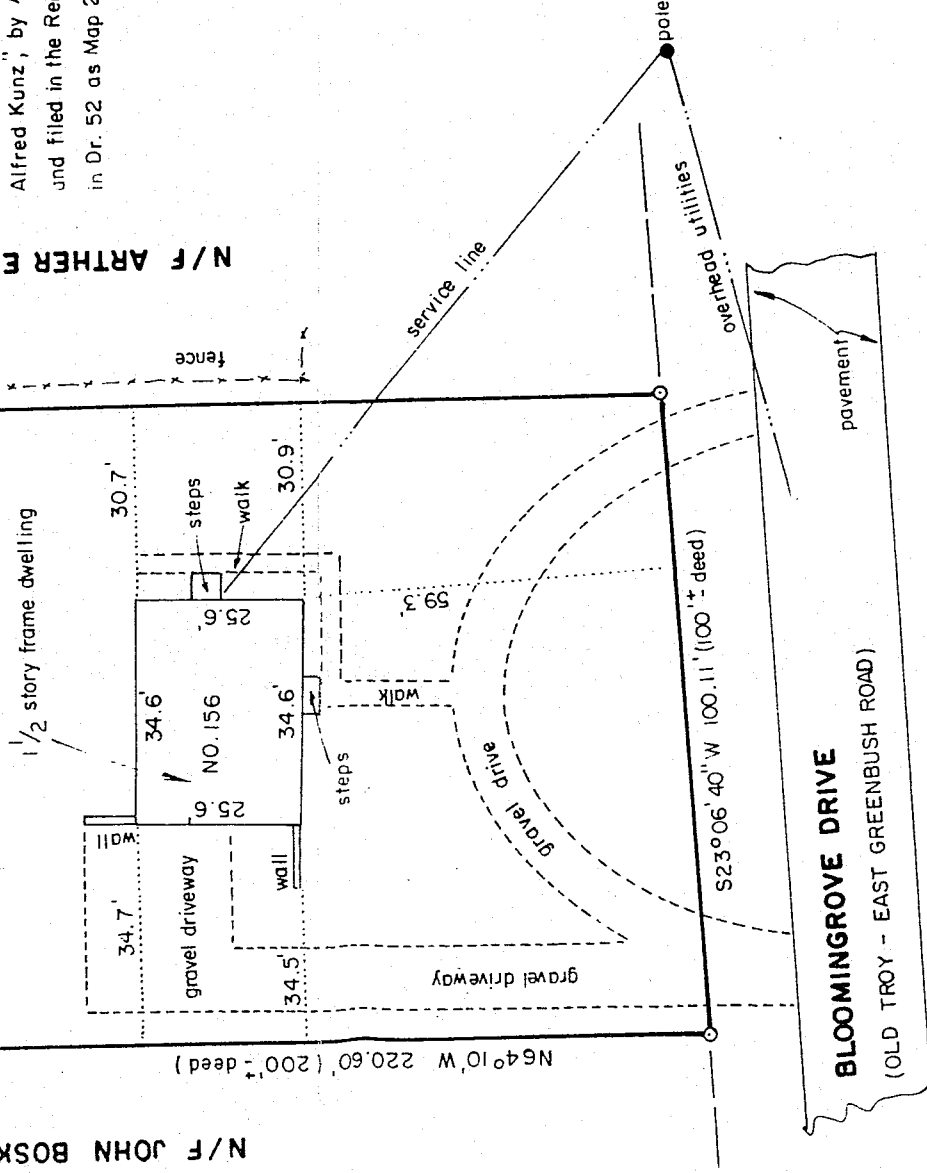 Alfred Kunz", by
and filed in the
in Dr. 52 as Map
N/F ARTHER E
N/F JOHN
1 1/2 story frame dwelling
fence
30.7'
30.9'
steps
walk
service line
pole
overhead utilities
pavement
34.6'
25.6'
NO. 156
25.6'
34.6'
wall
wall
34.7'
34.5'
gravel driveway
gravel driveway
steps
walk
59.3'
gravel drive
gravel drive
N64°10'W 220.60' (200'± deed)
S23°06'40"W 100.11' (100'± deed)
BLOOMINGROVE DRIVE
(OLD TROY - EAST GREENBUSH ROAD)